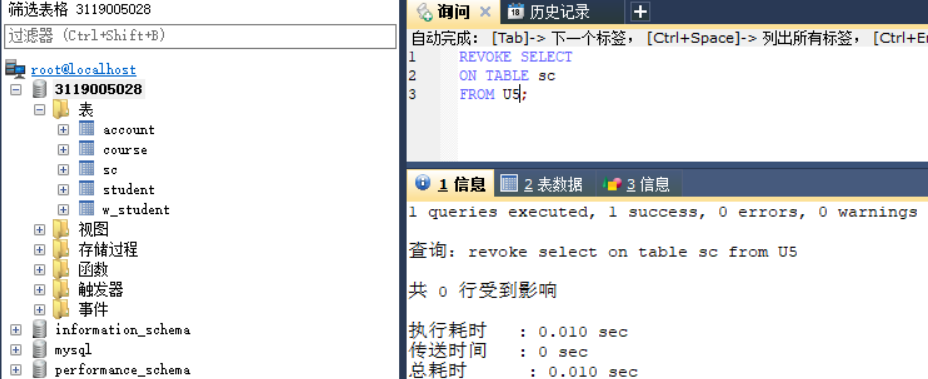 筛选表格 3119005028
过滤器 (Ctrl+Shift+B)
root@localhost
3119005028
表
account
course
sc
student
w_student
视图
存储过程
函数
触发器
事件
information_schema
mysql
performance_schema
询问
18 历史记录
自动完成: [Tab]-> 下一个标签, [Ctrl+Space]-> 列出所有标签, [Ctrl+En
1 REVOKE SELECT
2 ON TABLE sc
3 FROM U5;
1 信息 2 表数据 3 信息
1 queries executed, 1 success, 0 errors, 0 warnings
查询: revoke select on table sc from U5
共 0 行受到影响
执行耗时 : 0.010 sec
传送时间 : 0 sec
总耗时 : 0.010 sec